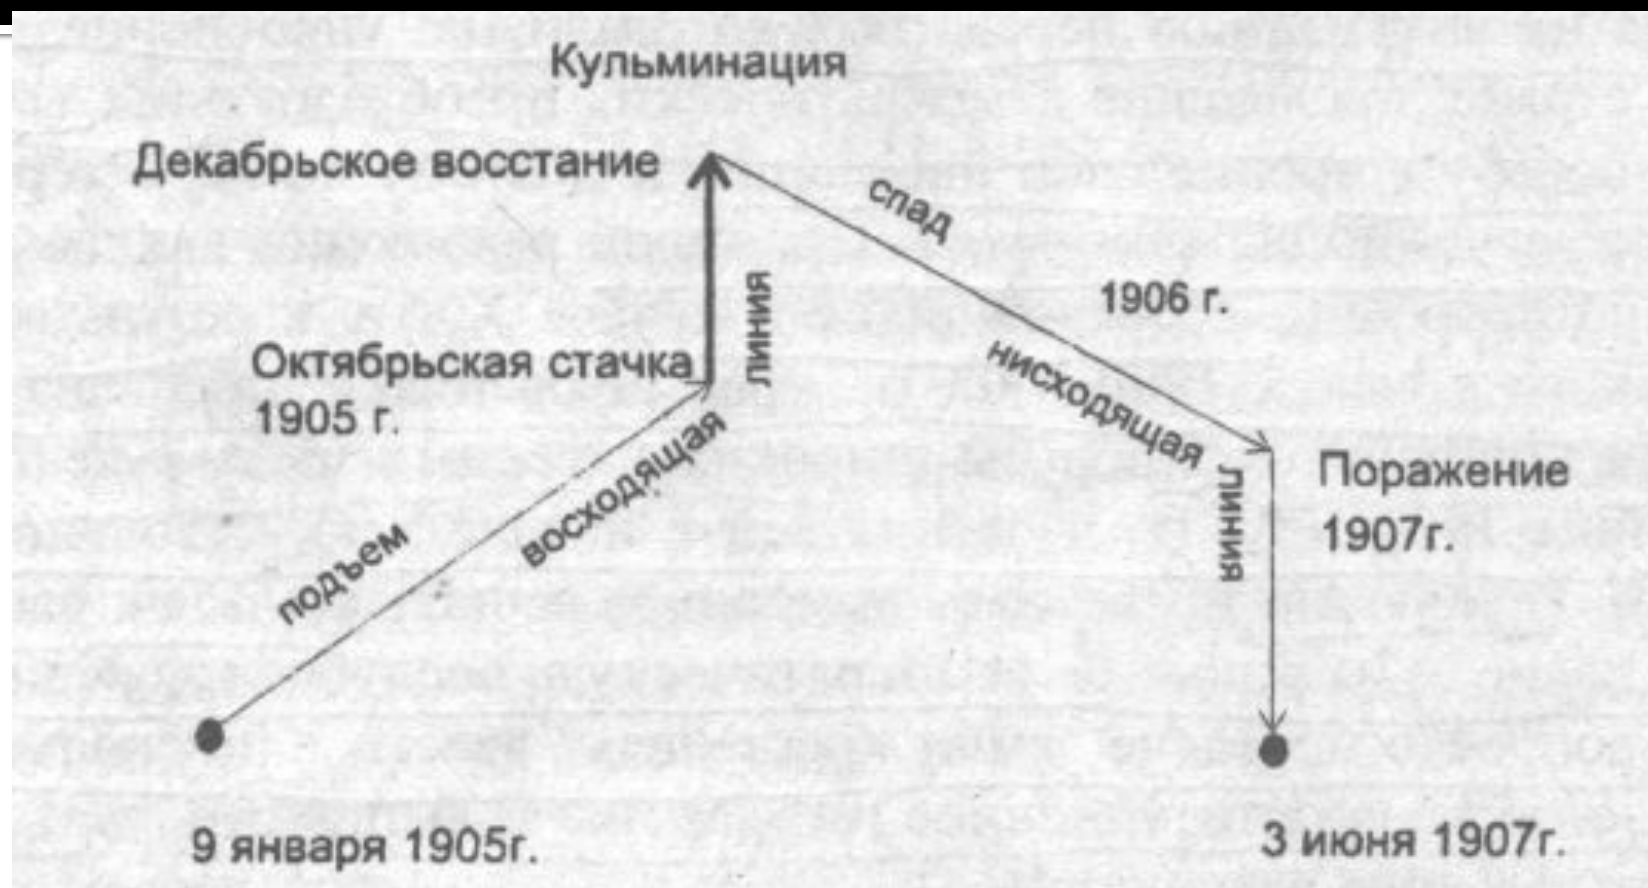 Кульминация
Декабрьское восстание
спад
линия
1906 г.
Октябрьская стачка
1905 г.
нисходящая
восходящая
линия
Поражение
1907г.
подъем
9 января 1905г.
3 июня 1907г.